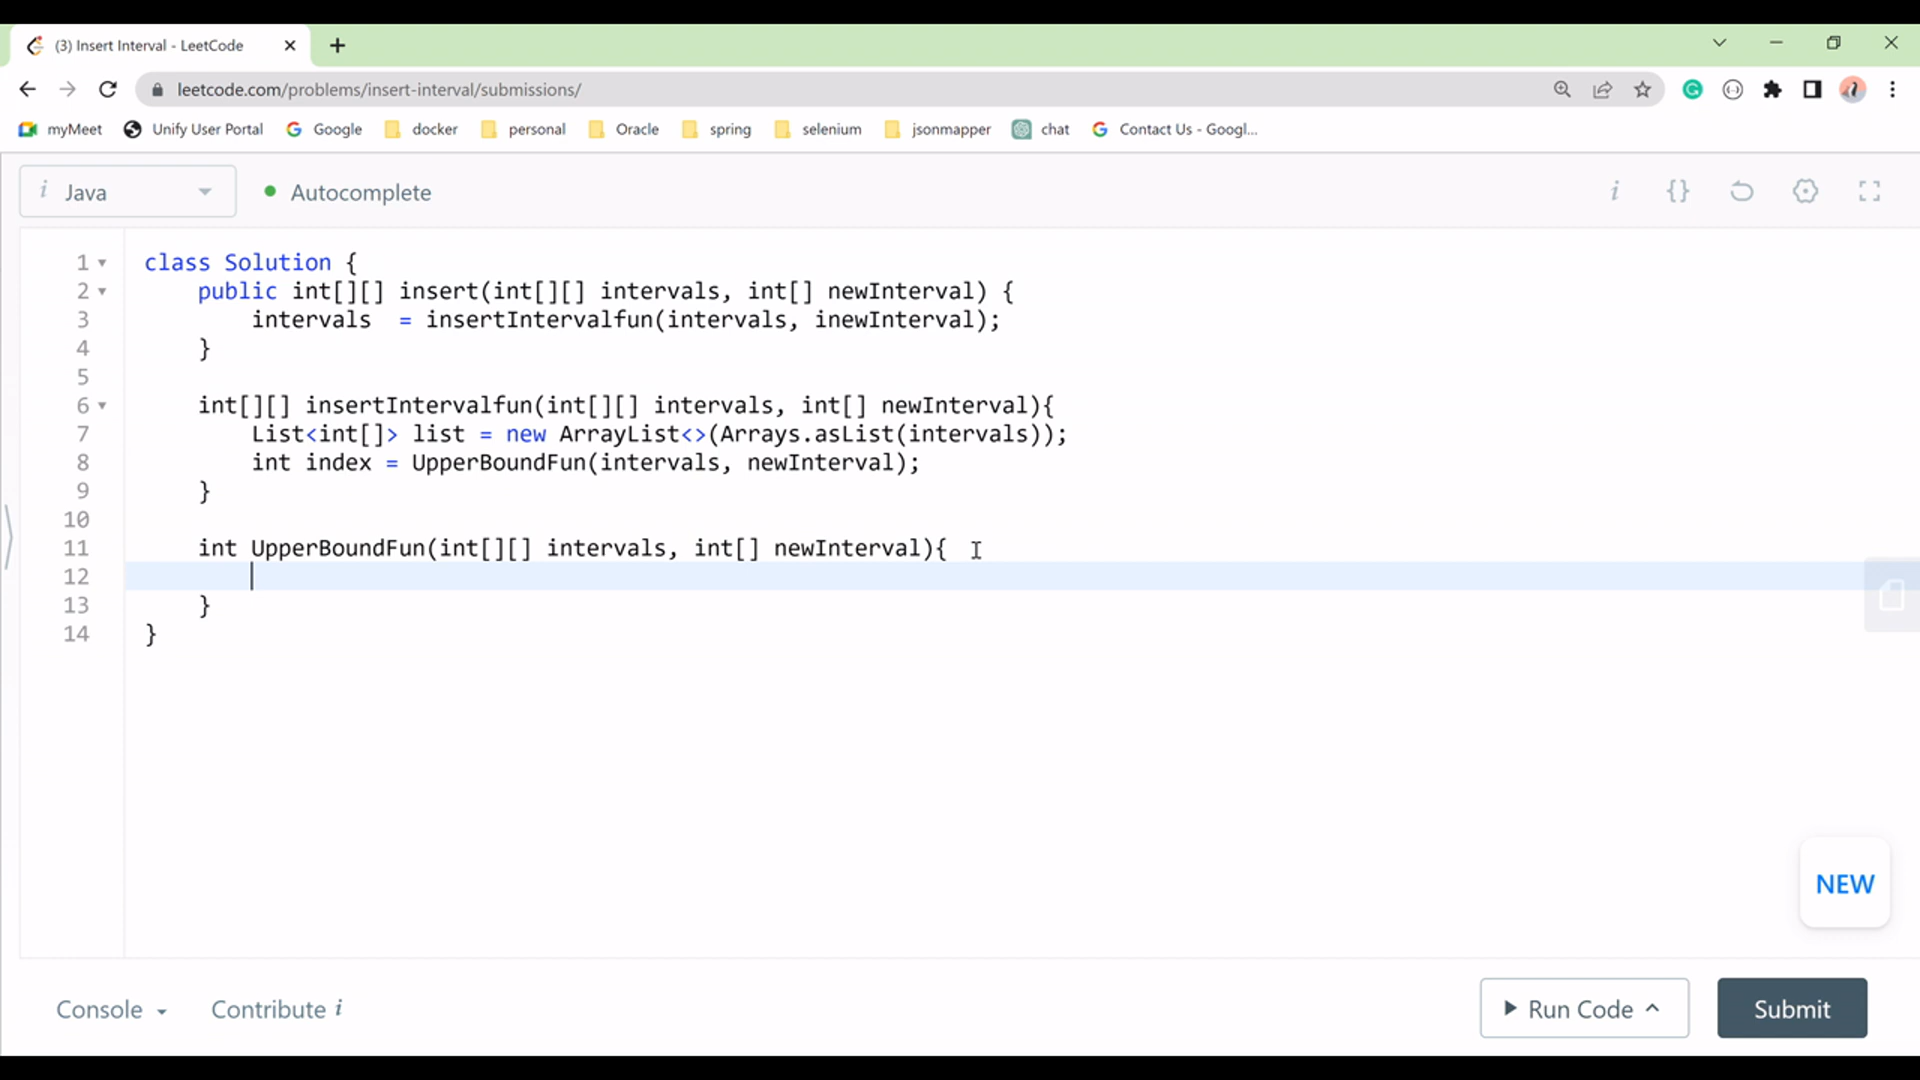 (3) Insert Interval - LeetCode
leetcode.com/problems/insert-interval/submissions/
myMeet Unify User Portal Google docker personal Oracle spring selenium jsonmapper chat Contact Us - Googl...
i Java Autocomplete i {}
1 class Solution {
2 public int[][] insert(int[][] intervals, int[] newInterval) {
3 intervals = insertIntervalfun(intervals, inewInterval);
4 }
5
6 int[][] insertIntervalfun(int[][] intervals, int[] newInterval){
7 List<int[]> list = new ArrayList<>(Arrays.asList(intervals));
8 int index = UpperBoundFun(intervals, newInterval);
9 }
10
11 int UpperBoundFun(int[][] intervals, int[] newInterval){
12
13 }
14 }
NEW
Console Contribute i Run Code Submit